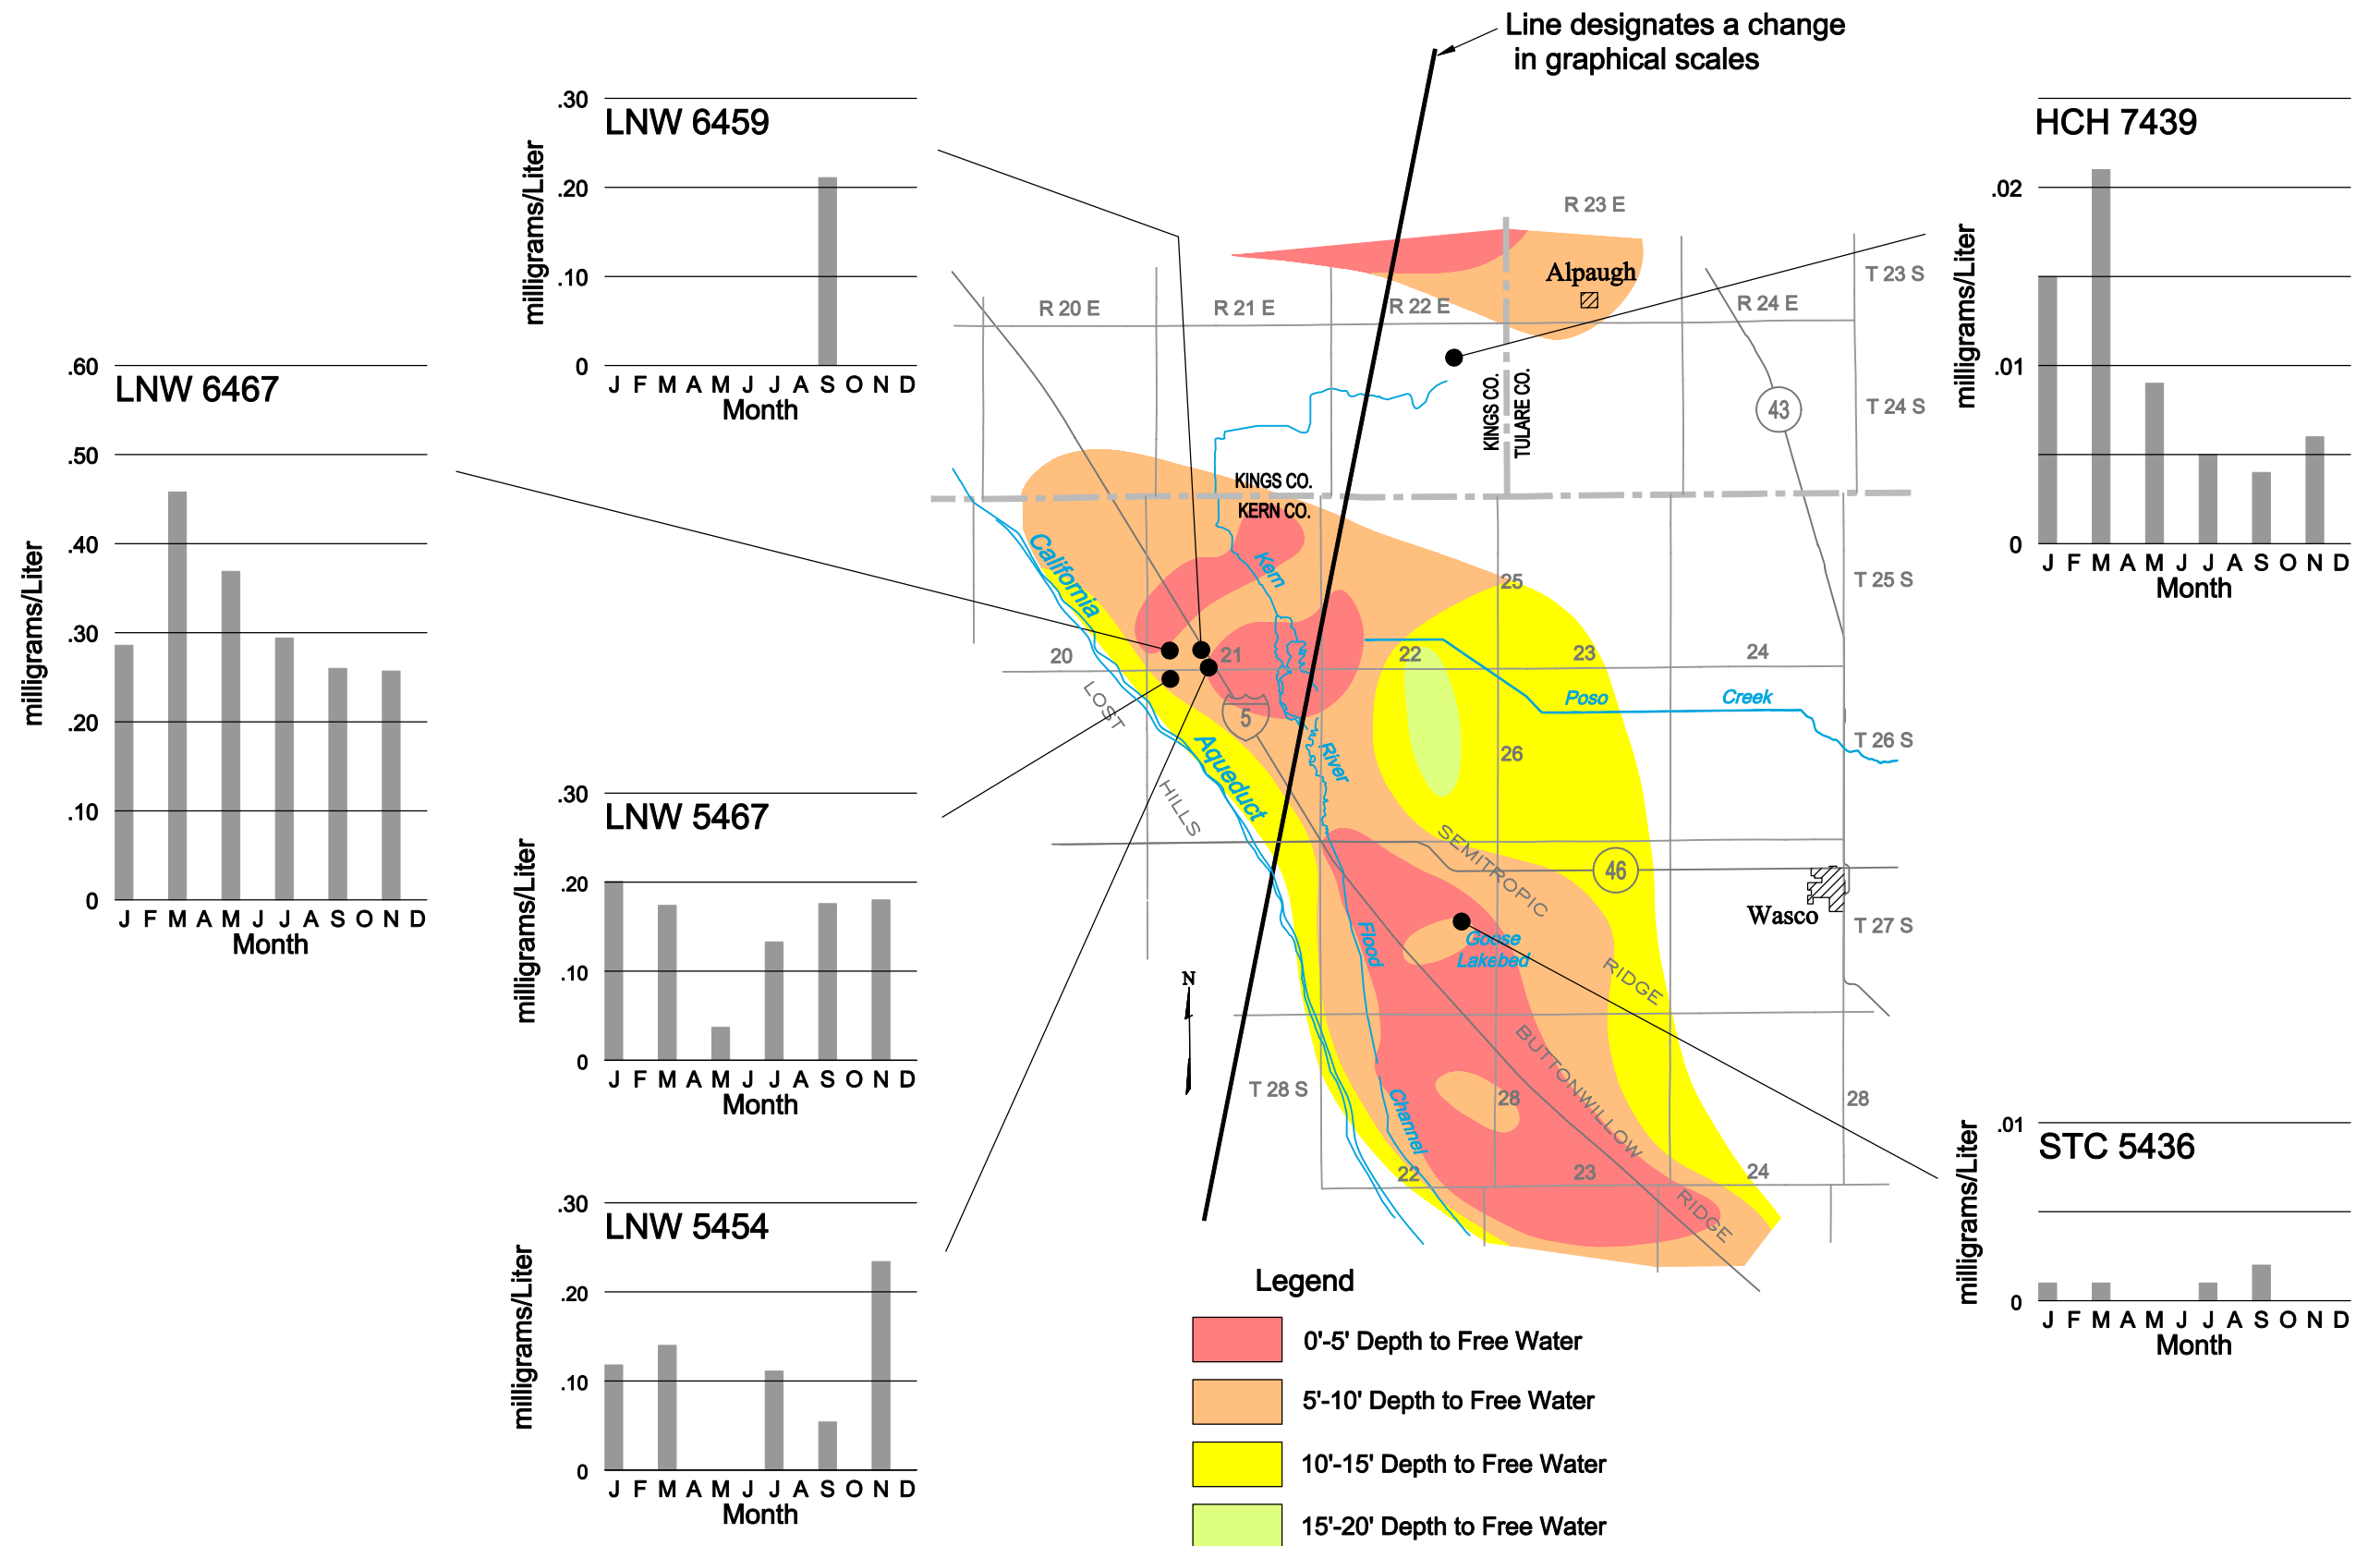 Line designates a change
in graphical scales
.30
LNW 6459
.20
.10
0
milligrams/Liter
J F M A M J J A S O N D
Month
HCH 7439
.02
.01
0
milligrams/Liter
J F M A M J J A S O N D
Month
.60
LNW 6467
.50
.40
.30
.20
.10
0
milligrams/Liter
J F M A M J J A S O N D
Month
.30
LNW 5467
.20
.10
0
milligrams/Liter
J F M A M J J A S O N D
Month
.30
LNW 5454
.20
.10
0
milligrams/Liter
J F M A M J J A S O N D
Month
.01
STC 5436
0
milligrams/Liter
J F M A M J J A S O N D
Month
R 23 E
Alpaugh
T 23 S
R 20 E
R 21 E
R 22 E
R 24 E
KINGS CO.
TULARE CO.
43
T 24 S
KINGS CO.
KERN CO.
California
Kern
25
T 25 S
20
21
22
23
24
LOST
5
Poso
Creek
Aqueduct
River
26
T 26 S
HILLS
SEMITROPIC
46
Wasco
T 27 S
Flood
Goose
Lakebed
RIDGE
N
BUTTONWILLOW
T 28 S
28
28
Channel
22
23
24
RIDGE
Legend
0'-5' Depth to Free Water
5'-10' Depth to Free Water
10'-15' Depth to Free Water
15'-20' Depth to Free Water